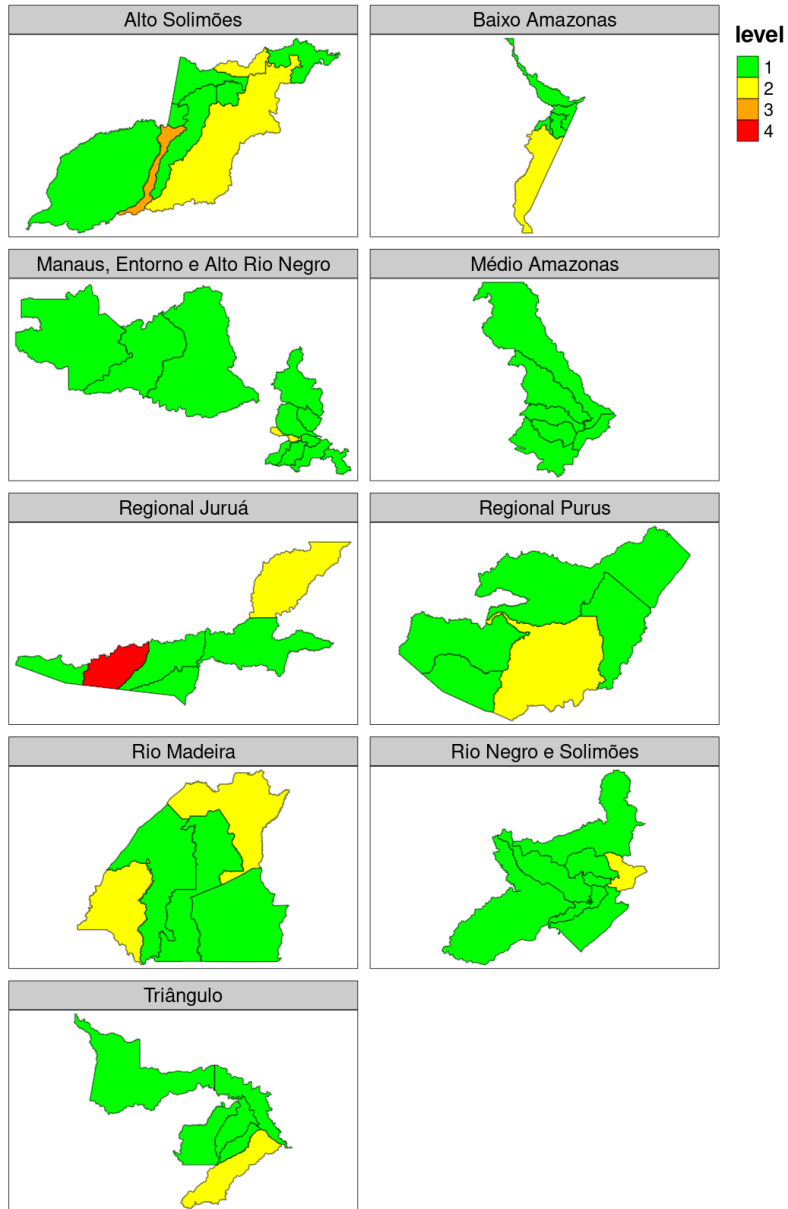 Alto Solimões
Baixo Amazonas
level
1
2
3
4
Manaus, Entorno e Alto Rio Negro
Médio Amazonas
Regional Juruá
Regional Purus
Rio Madeira
Rio Negro e Solimões
Triângulo